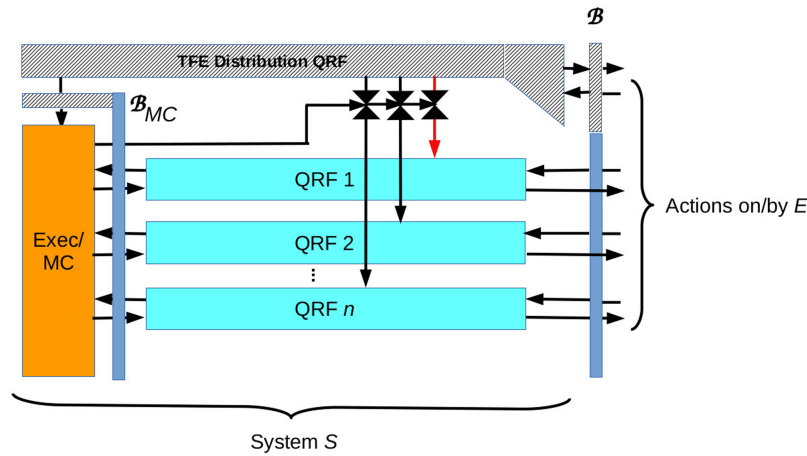 ℬ
TFE Distribution QRF
ℬMC
QRF 1
Actions on/by E
Exec/
MC
QRF 2
...
QRF n
System S